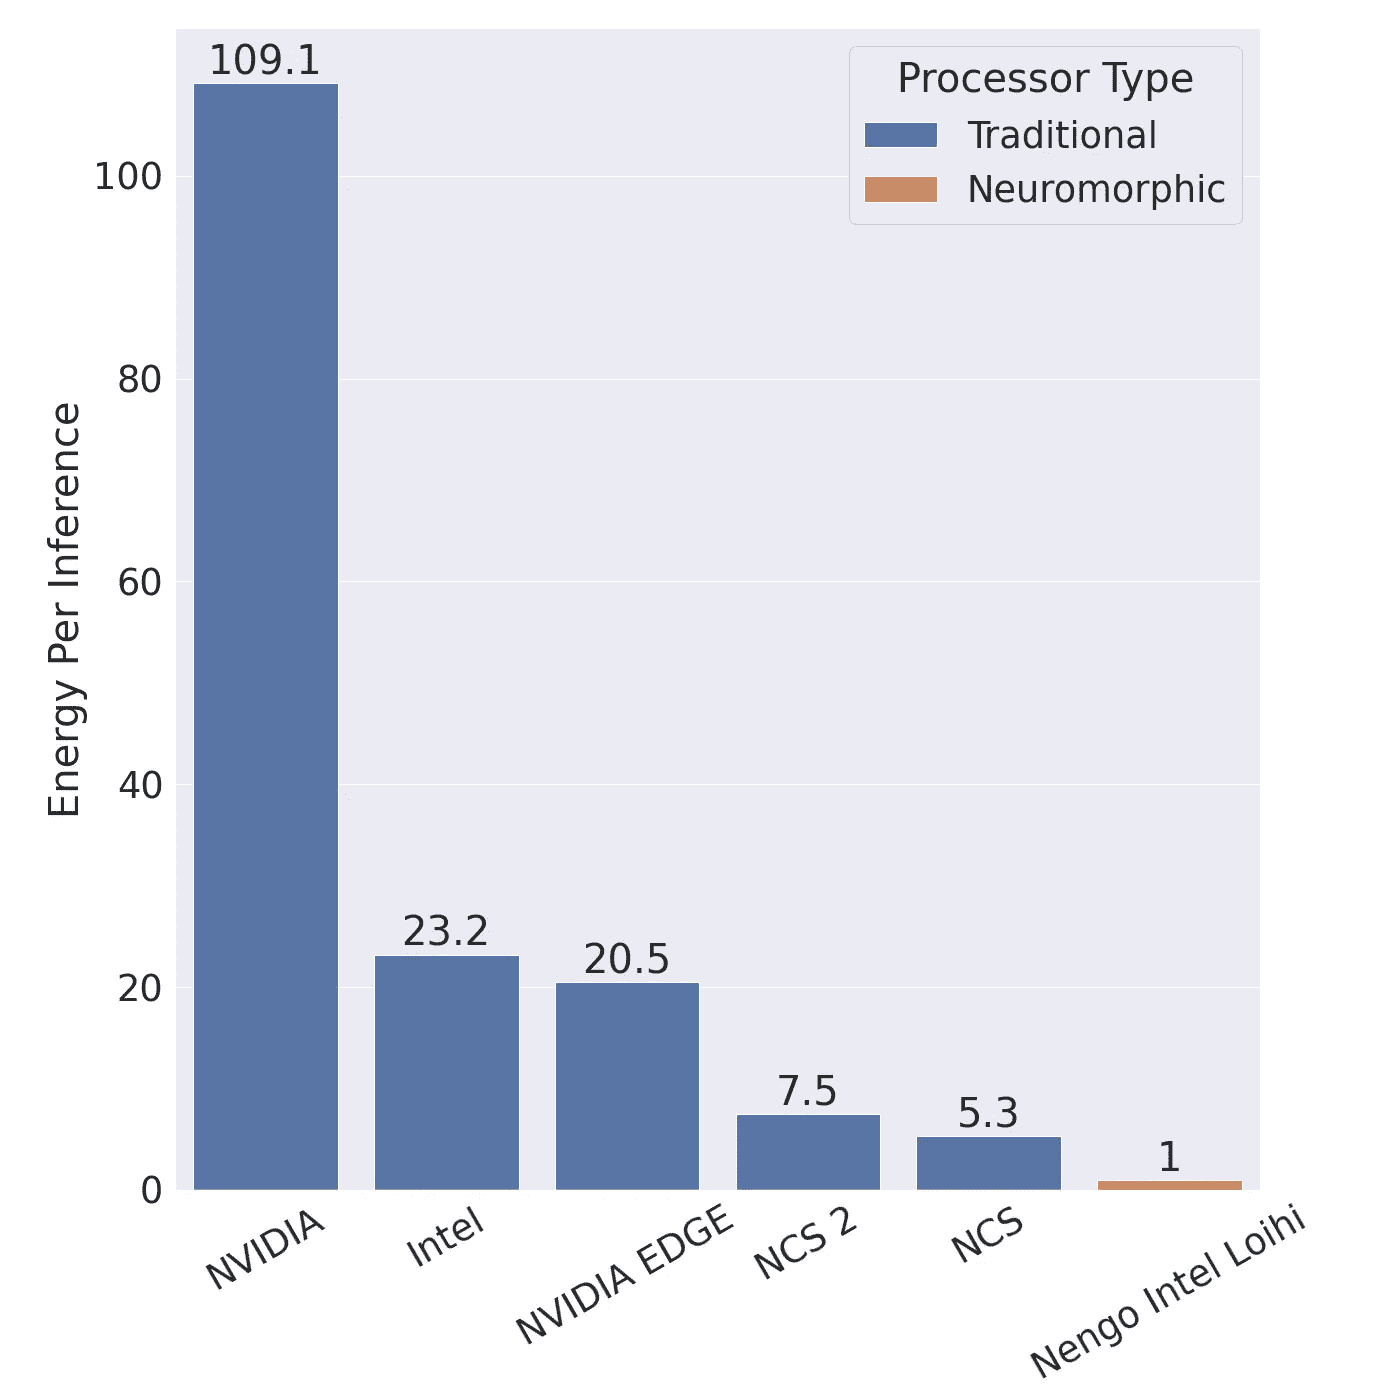 Energy Per Inference
100
80
60
40
20
0
109.1
23.2
20.5
7.5
5.3
1
Processor Type
Traditional
Neuromorphic
NVIDIA
Intel
NVIDIA EDGE
NCS 2
NCS
Nengo Intel Loihi